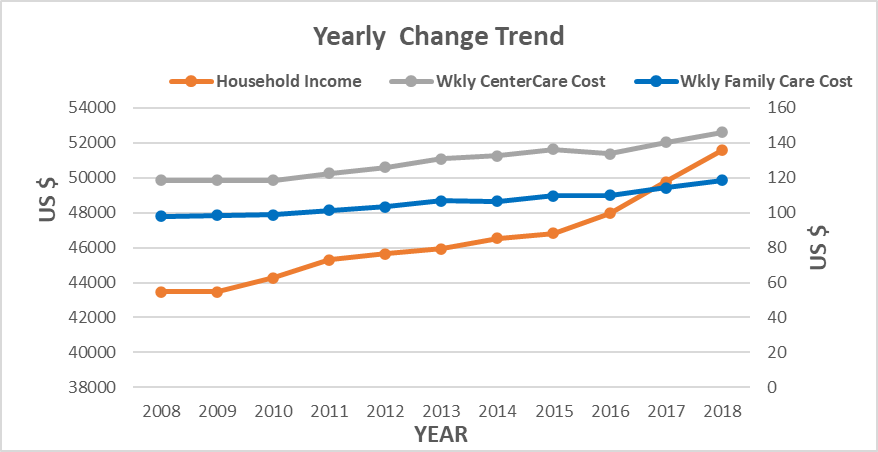 Yearly  Change Trend
Household Income Wkly CenterCare Cost Wkly Family Care Cost
54000 160
52000 140
50000 120
48000 100
46000 80
44000 60
42000 40
40000 20
38000 0
US $
US $
2008 2009 2010 2011 2012 2013 2014 2015 2016 2017 2018
YEAR